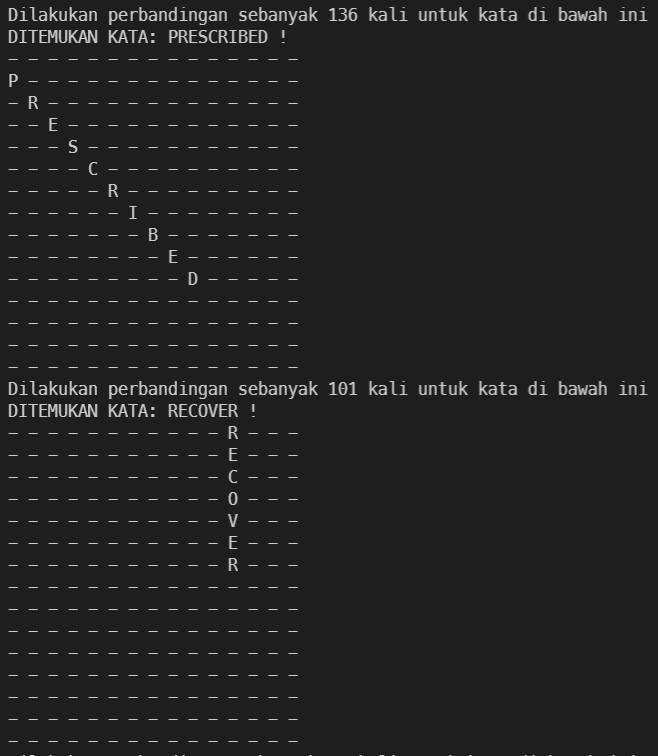 Dilakukan perbandingan sebanyak 136 kali untuk kata di bawah ini
DITEMUKAN KATA: PRESCRIBED !
- - - - - - - - - - - - - - -
P - - - - - - - - - - - - - -
- R - - - - - - - - - - - - -
- - E - - - - - - - - - - - -
- - - S - - - - - - - - - - -
- - - - C - - - - - - - - - -
- - - - - R - - - - - - - - -
- - - - - - I - - - - - - - -
- - - - - - - B - - - - - - -
- - - - - - - - E - - - - - -
- - - - - - - - - D - - - - -
- - - - - - - - - - - - - - -
- - - - - - - - - - - - - - -
- - - - - - - - - - - - - - -
- - - - - - - - - - - - - - -
Dilakukan perbandingan sebanyak 101 kali untuk kata di bawah ini
DITEMUKAN KATA: RECOVER !
- - - - - - - - - - - R - - -
- - - - - - - - - - - E - - -
- - - - - - - - - - - C - - -
- - - - - - - - - - - O - - -
- - - - - - - - - - - V - - -
- - - - - - - - - - - E - - -
- - - - - - - - - - - R - - -
- - - - - - - - - - - - - - -
- - - - - - - - - - - - - - -
- - - - - - - - - - - - - - -
- - - - - - - - - - - - - - -
- - - - - - - - - - - - - - -
- - - - - - - - - - - - - - -
- - - - - - - - - - - - - - -
- - - - - - - - - - - - - - -